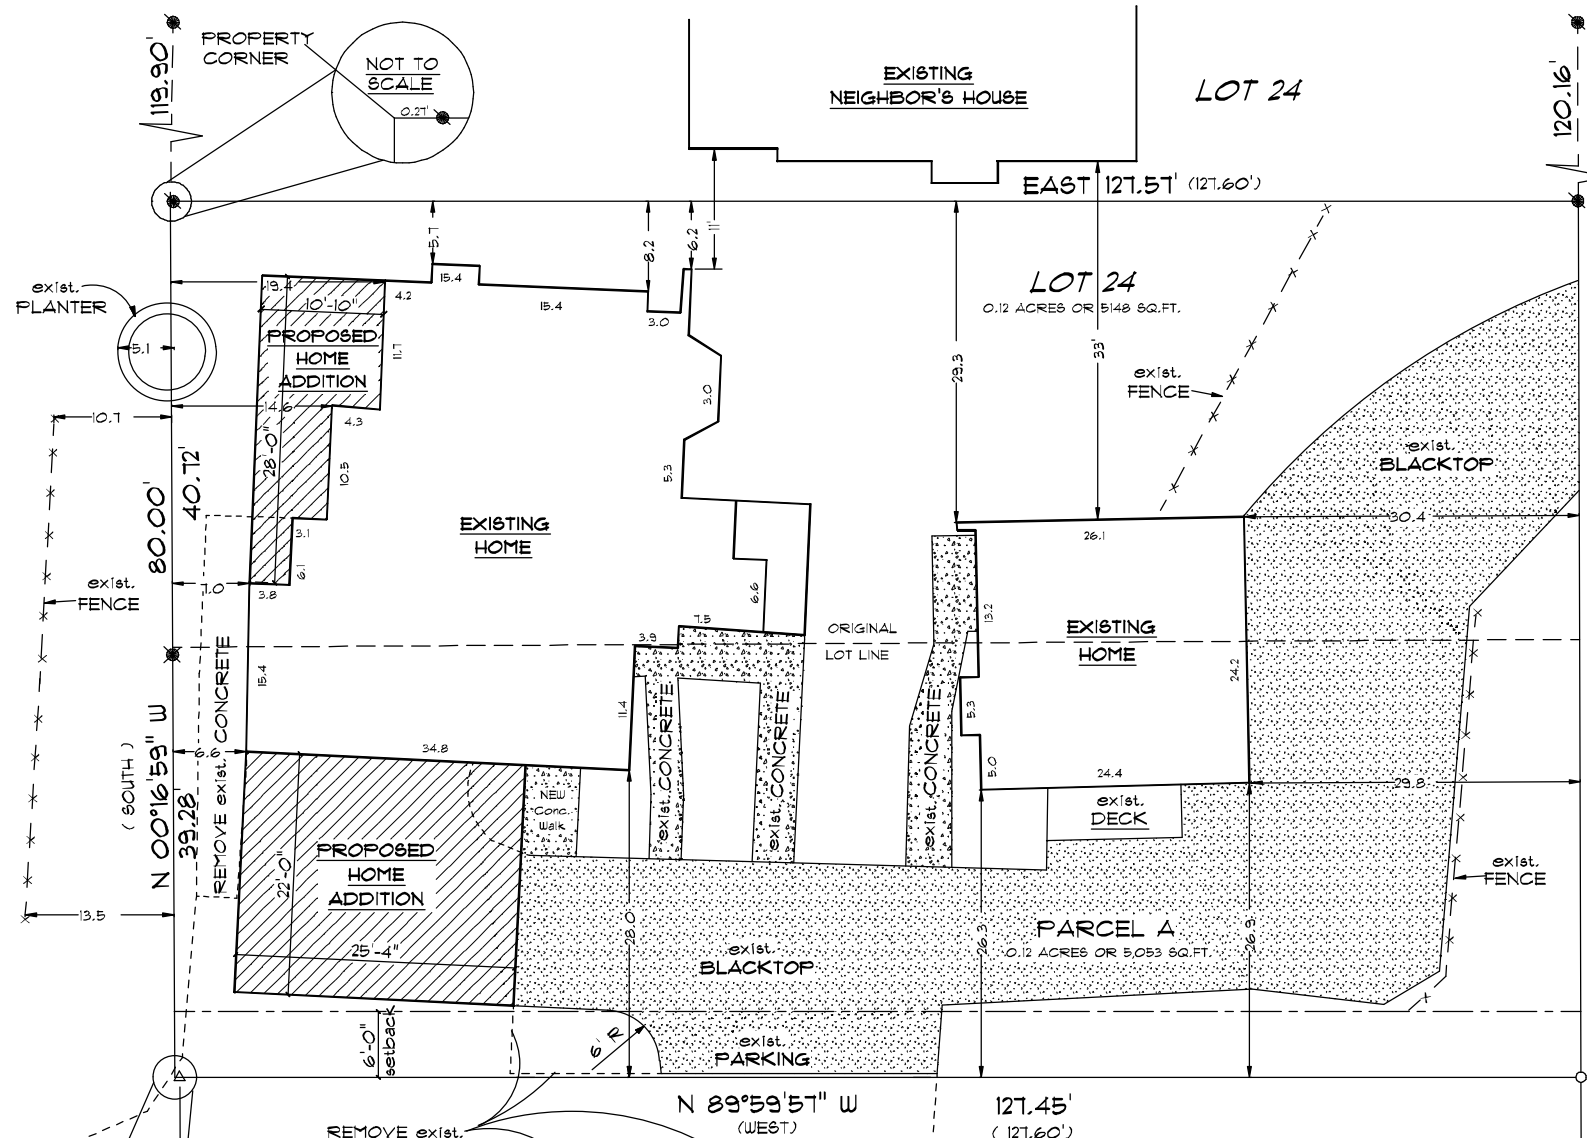 PROPERTY
CORNER
NOT TO
SCALE
0.27'
119.90'
EXISTING
NEIGHBOR'S HOUSE
LOT 24
120.16'
EAST 127.57' (127.60')
5.7
8.2
6.2
11'
19.4
10'-10"
4.2
15.4
15.4
3.0
LOT 24
0.12 ACRES OR 5148 SQ.FT.
exist.
PLANTER
5.1
PROPOSED
HOME
ADDITION
11.7
29.3
33'
exist.
FENCE
3.0
14.6
4.3
10.7
28'-0"
10.5
5.3
exist.
BLACKTOP
80.00'
40.72'
EXISTING
HOME
3.1
6.1
26.1
30.4
exist.
FENCE
7.0
3.8
6.6
13.2
7.5
3.9
ORIGINAL
LOT LINE
EXISTING
HOME
24.2
15.4
11.4
5.3
REMOVE exist. CONCRETE
exist. CONCRETE
exist. CONCRETE
exist. CONCRETE
N 00°16'59" W
( SOUTH )
39.28'
6.6
34.8
5.0
24.4
29.8
NEW
Conc.
Walk
exist.
DECK
PROPOSED
HOME
ADDITION
22'-0"
25'-4"
13.5
28.0
26.3
26.9
exist.
FENCE
PARCEL A
0.12 ACRES OR 5,053 SQ.FT.
exist.
BLACKTOP
6'-0"
setback
6' R
exist.
PARKING
N 89°59'57" W
(WEST)
127.45'
( 127.60')
REMOVE exist.